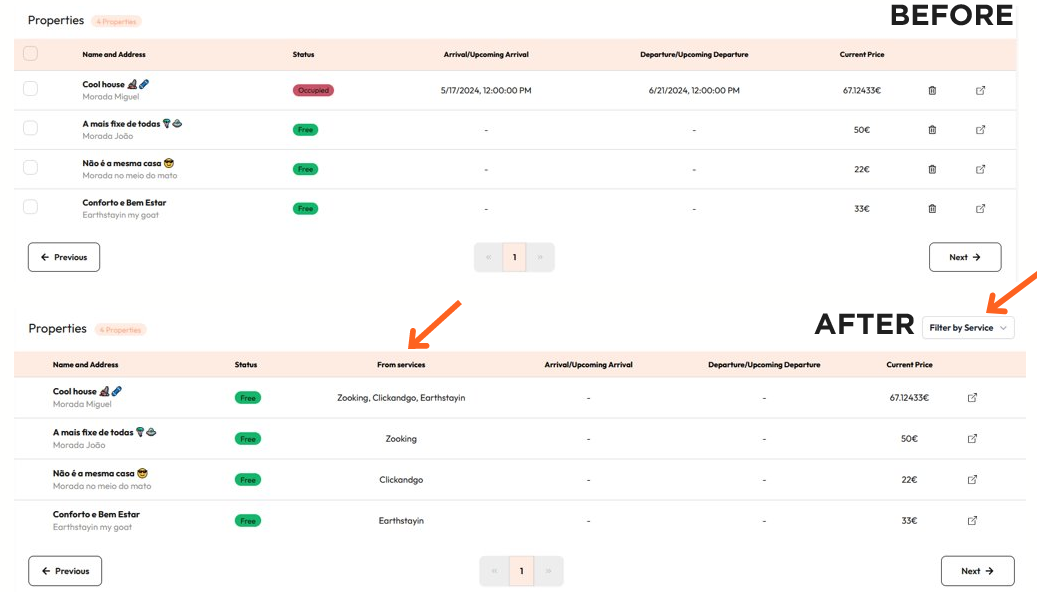 BEFORE
Properties 4 Properties
Name and Address Status Arrival/Upcoming Arrival Departure/Upcoming Departure Current Price
Cool house
Morada Miguel
Occupied 5/17/2024, 12:00:00 PM 6/21/2024, 12:00:00 PM 67.12433€
A mais fixe de todas
Morada João
Free - - 50€
Não é a mesma casa 😎
Morada no meio do mato
Free - - 22€
Conforto e Bem Estar
Earthstayin my goat
Free - - 33€
← Previous « 1 » Next →
AFTER
Properties 4 Properties Filter by Service
Name and Address Status From services Arrival/Upcoming Arrival Departure/Upcoming Departure Current Price
Cool house
Morada Miguel
Free Zooking, Clickandgo, Earthstayin - - 67.12433€
A mais fixe de todas
Morada João
Free Zooking - - 50€
Não é a mesma casa 😎
Morada no meio do mato
Free Clickandgo - - 22€
Conforto e Bem Estar
Earthstayin my goat
Free Earthstayin - - 33€
← Previous « 1 » Next →